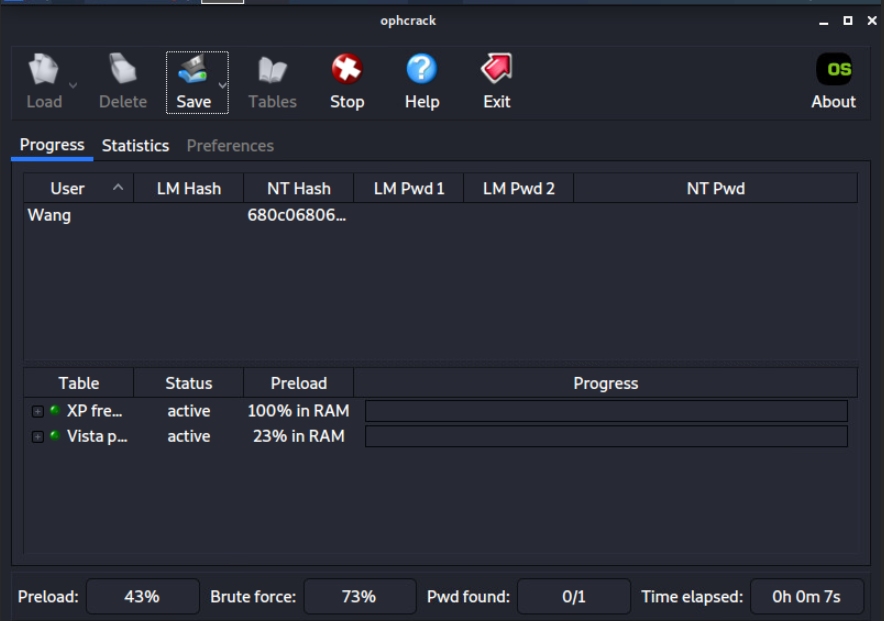 ophcrack
Load Delete Save Tables Stop Help Exit OS About
Progress Statistics Preferences
User LM Hash NT Hash LM Pwd 1 LM Pwd 2 NT Pwd
Wang 680c06806...
Table Status Preload Progress
XP fre... active 100% in RAM
Vista p... active 23% in RAM
Preload: 43% Brute force: 73% Pwd found: 0/1 Time elapsed: 0h 0m 7s